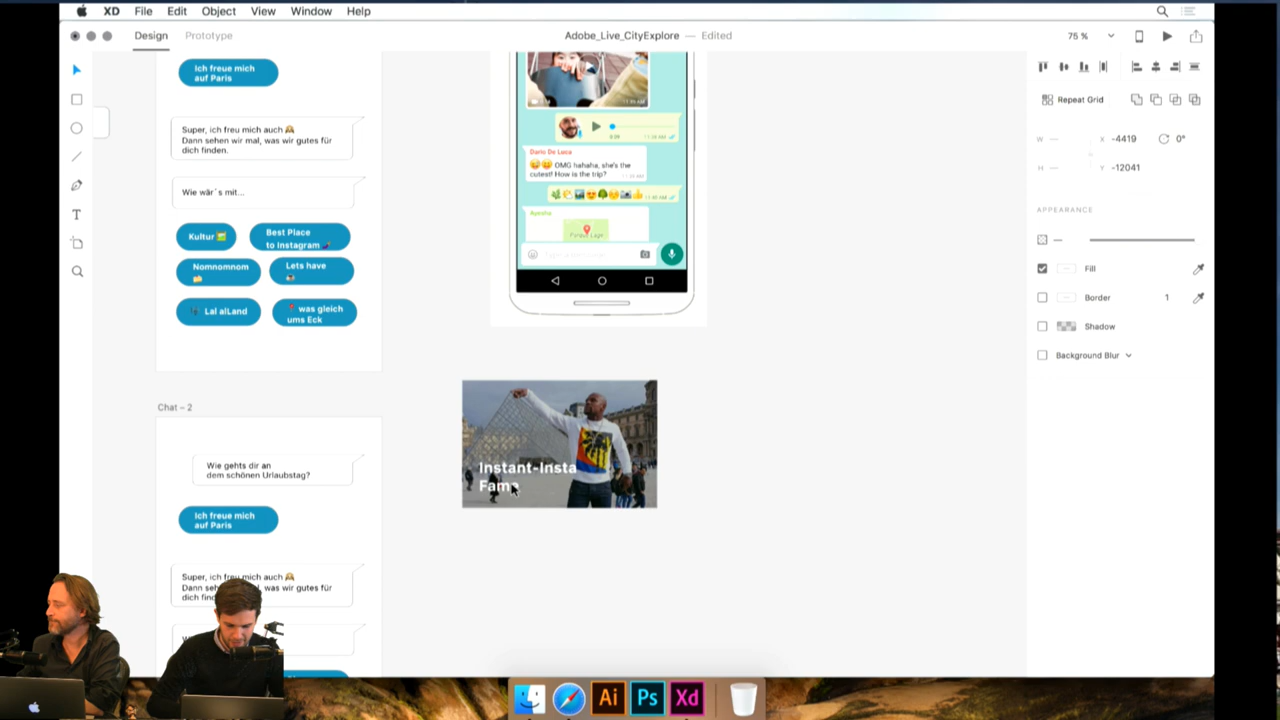 XD File Edit Object View Window Help
Design Prototype
Adobe_Live_CityExplore — Edited
75 %
Ich freue mich
auf Paris
Super, ich freu mich auch 🙈
Dann sehen wir mal, was wir gutes für
dich finden.
Wie wär´s mit...
Kultur
Best Place
to Instagram
Nomnomnom
Lets have
Lal alLand
was gleich
ums Eck
Chat – 2
Wie gehts dir an
dem schönen Urlaubstag?
Ich freue mich
auf Paris
Super, ich freu mich auch 🙈
was wir gutes für
Dario De Luca
OMG hahaha, she's the
cutest! How is the trip?
Ayesha
Instant-Insta
Fame
Repeat Grid
W — X -4419 0°
H — Y -12041
APPEARANCE
Fill
Border 1
Shadow
Background Blur
Ai Ps Xd